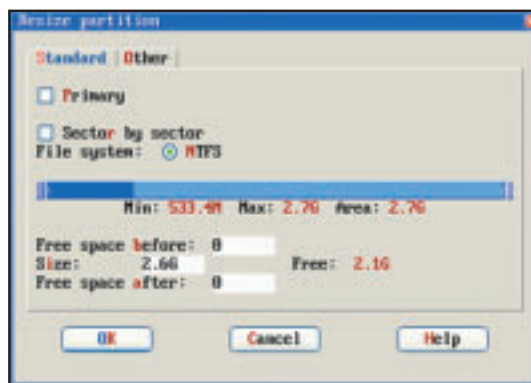 Resize partition
Standard | Other |
Primary
Sector by sector
File system: NTFS
Min: 533.4M Max: 2.7G Area: 2.7G
Free space before: 0
Size: 2.6G Free: 2.1G
Free space after: 0
OK Cancel Help